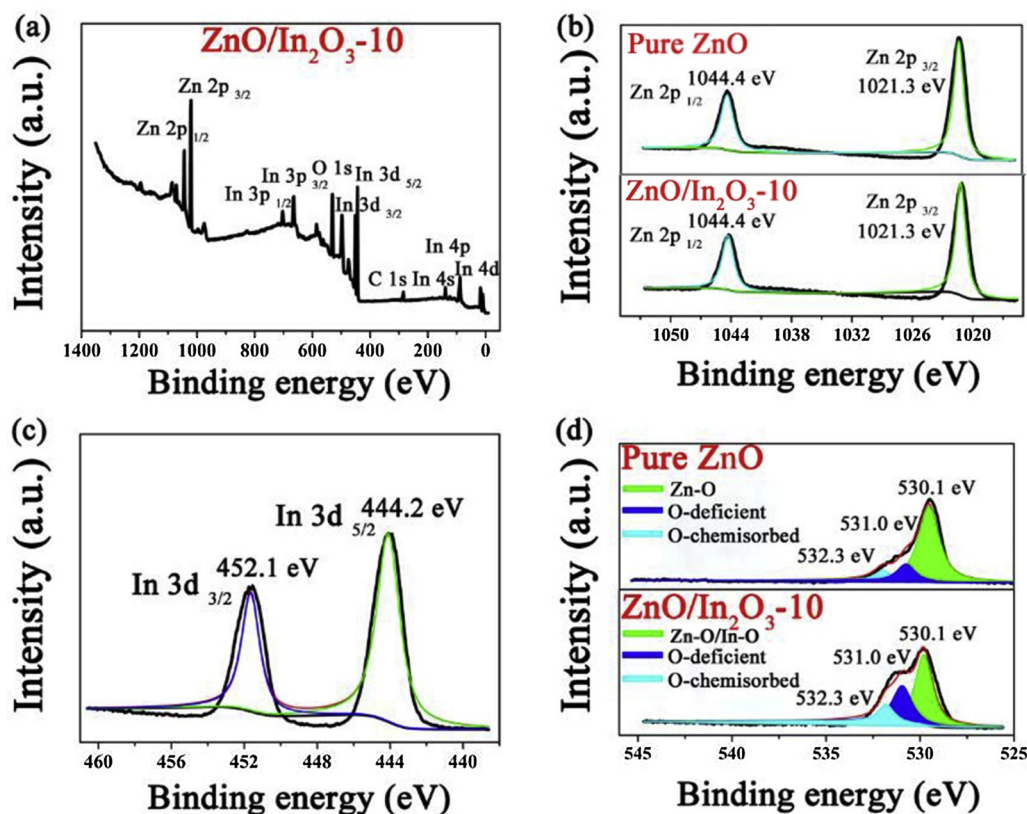 (a)
ZnO/In2O3-10
Zn 2p 3/2
Zn 2p 1/2
In 3p 3/2
O 1s
In 3d 5/2
In 3p 1/2
In 3d 3/2
In 4p
C 1s
In 4s
In 4d
Intensity (a.u.)
1400 1200 1000 800 600 400 200 0
Binding energy (eV)
(b)
Pure ZnO
Zn 2p 1/2
1044.4 eV
Zn 2p 3/2
1021.3 eV
ZnO/In2O3-10
Zn 2p 1/2
1044.4 eV
Zn 2p 3/2
1021.3 eV
Intensity (a.u.)
1050 1044 1038 1032 1026 1020
Binding energy (eV)
(c)
In 3d 5/2
444.2 eV
In 3d 3/2
452.1 eV
Intensity (a.u.)
460 456 452 448 444 440
Binding energy (eV)
(d)
Pure ZnO
Zn-O
O-deficient
O-chemisorbed
530.1 eV
531.0 eV
532.3 eV
ZnO/In2O3-10
Zn-O/In-O
O-deficient
O-chemisorbed
530.1 eV
531.0 eV
532.3 eV
Intensity (a.u.)
545 540 535 530 525
Binding energy (eV)